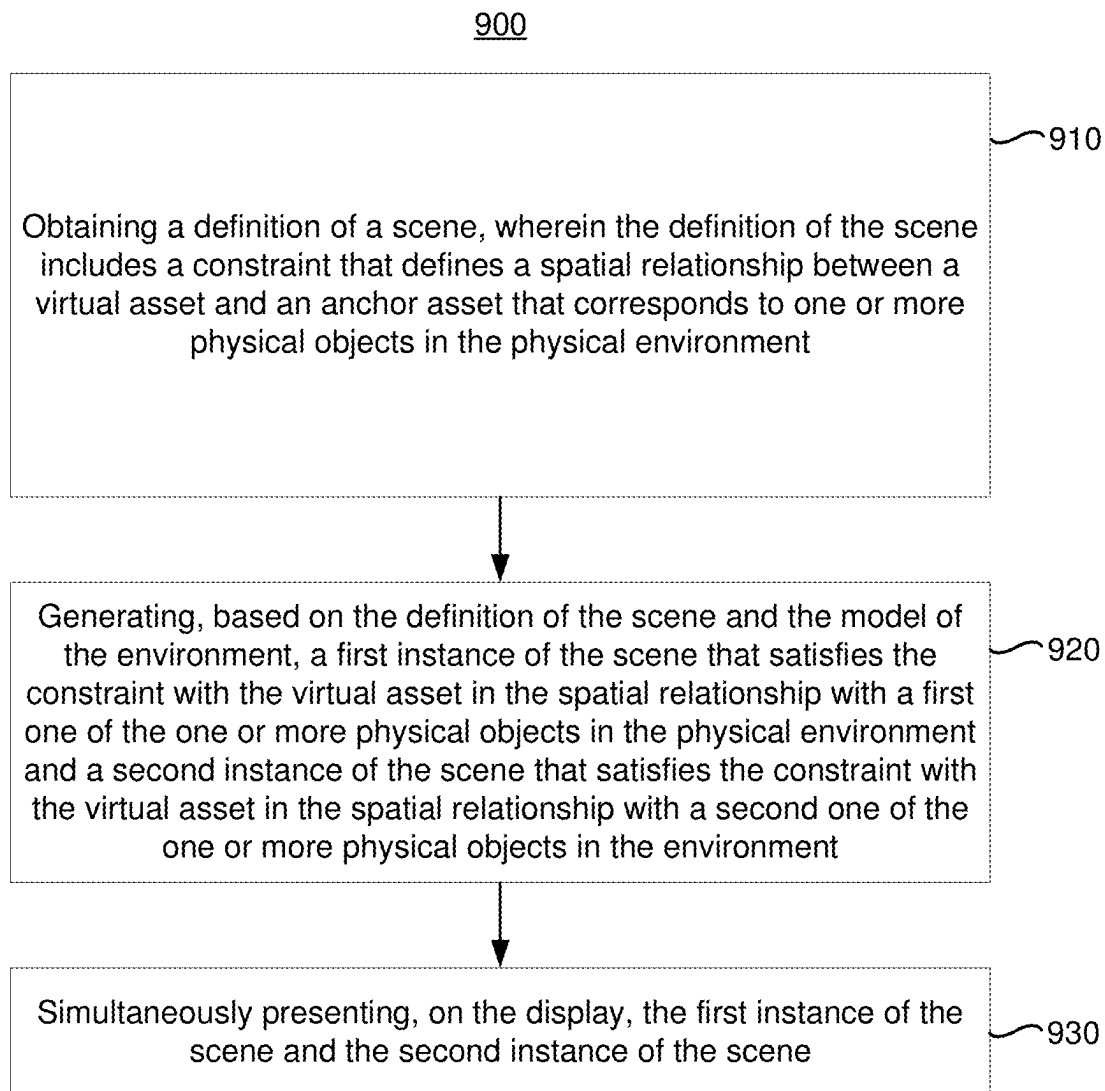 900
910
Obtaining a definition of a scene, wherein the definition of the scene
includes a constraint that defines a spatial relationship between a
virtual asset and an anchor asset that corresponds to one or more
physical objects in the physical environment
Generating, based on the definition of the scene and the model of
the environment, a first instance of the scene that satisfies the
constraint with the virtual asset in the spatial relationship with a first
one of the one or more physical objects in the physical environment
and a second instance of the scene that satisfies the constraint with
the virtual asset in the spatial relationship with a second one of the
one or more physical objects in the environment
920
Simultaneously presenting, on the display, the first instance of the
scene and the second instance of the scene
930